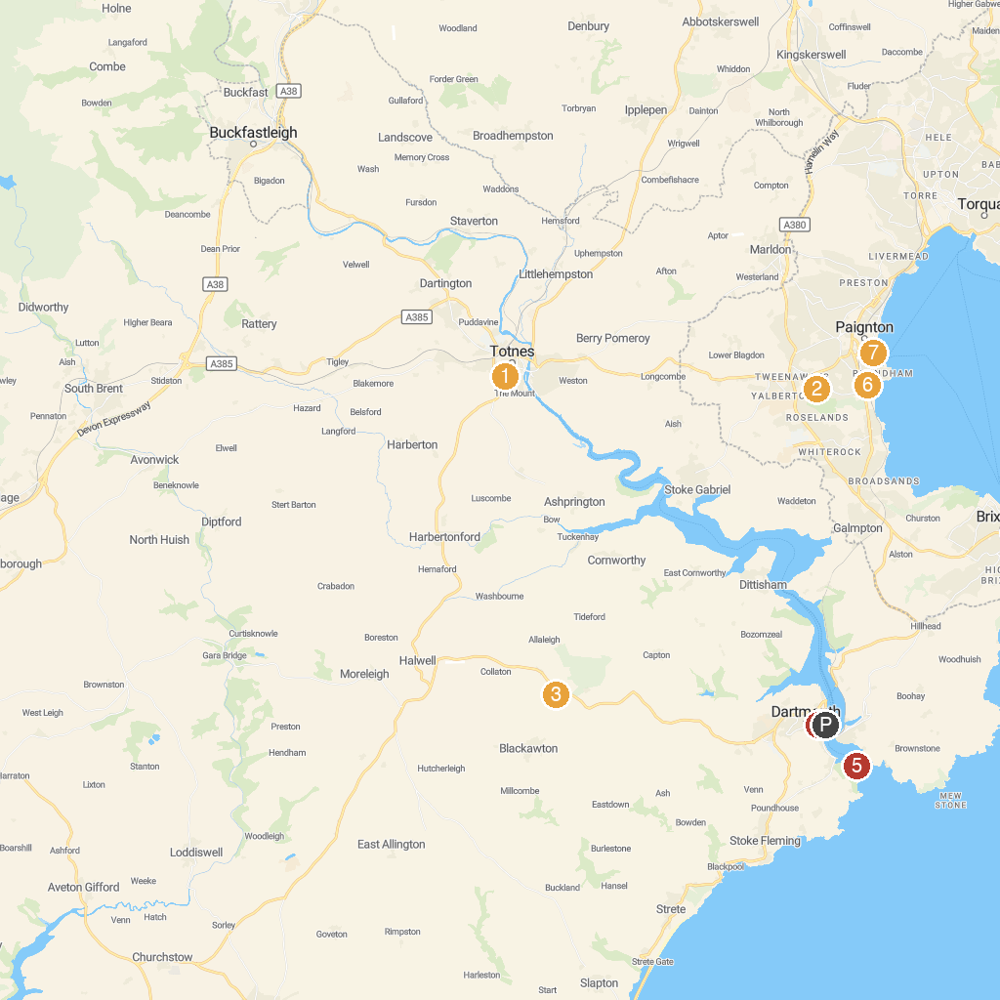 Holne
Woodland
Denbury
Abbotskerswell
Coffinswell
Maiden
Langaford
Daccombe
Combe
Kingskerswell
Whiddon
Forder Green
Fluder
Buckfast
A38
Bowden
Gullaford
Torbryan
Ipplepen
Dainton
North
Whilborough
Buckfastleigh
Landscove
Broadhempston
Wrigwell
Hamelin Way
HELE
Memory Cross
Wash
Bigadon
Waddons
Combefishacre
Compton
UPTON
TORRE
Torqua
Fursdon
Deancombe
Staverton
Hemsford
A380
Dean Prior
Aptor
Marldon
Uphempston
LIVERMEAD
Velwell
Littlehempston
Afton
Westerland
Dartington
A38
PRESTON
Didworthy
Higher Beara
Rattery
A385
Puddavine
Paignton
Lutton
Totnes
Berry Pomeroy
Lower Blagdon
7
Aish
A385
Tigley
Stidston
1
Weston
Longcombe
South Brent
Blakemore
The Mount
2
6
Hazard
Belsford
ROSELANDS
Pennaton
Devon Expressway
Langford
Aish
Elwell
Harberton
WHITEROCK
Avonwick
Beneknowle
BROADSANDS
Stoke Gabriel
Luscombe
Ashprington
Waddeton
Stert Barton
Bow
Churston
Brix
Diptford
Galmpton
North Huish
Harbertonford
Tuckenhay
Alston
Cornworthy
East Cornworthy
borough
Hernaford
Crabadon
Dittisham
Washbourne
Tideford
Hillhead
Curtisknowle
Boreston
Allaleigh
Bozomzeal
Gara Bridge
Halwell
Capton
Woodhuish
Moreleigh
Collaton
Brownston
3
Boohay
West Leigh
Dartmouth
P
Preston
Blackawton
Brownstone
Hendham
Stanton
Hutcherleigh
5
Harraton
Lixton
Millcombe
Ash
Venn
MEW
STONE
Eastdown
Poundhouse
Bowden
Woodleigh
Stoke Fleming
East Allington
Boarshill
Ashford
Loddiswell
Burlestone
Blackpool
Aveton Gifford
Weeke
Buckland
Hansel
Strete
Venn
Hatch
Sorley
Goveton
Rimpston
Churchstow
Strete Gate
Harleston
Slapton
Start